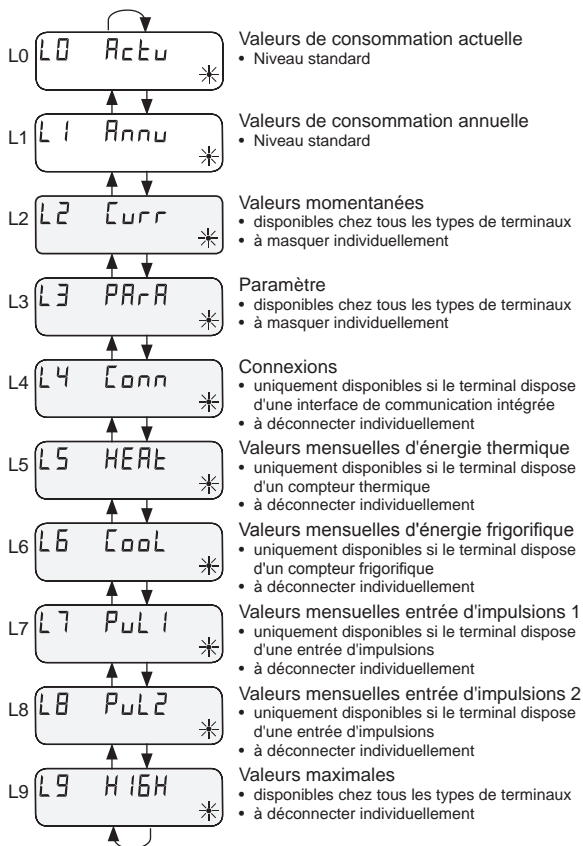 Valeurs de consommation actuelle
L0 L0 Actu
• Niveau standard
Valeurs de consommation annuelle
L1 L1 Annu
• Niveau standard
Valeurs momentanées
L2 L2 Curr
• disponibles chez tous les types de terminaux
• à masquer individuellement
Paramètre
L3 L3 PArA
• disponibles chez tous les types de terminaux
• à masquer individuellement
Connexions
L4 L4 Conn
• uniquement disponibles si le terminal dispose
d'une interface de communication intégrée
• à déconnecter individuellement
Valeurs mensuelles d'énergie thermique
L5 L5 HEAt
• uniquement disponibles si le terminal dispose
d'un compteur thermique
• à déconnecter individuellement
Valeurs mensuelles d'énergie frigorifique
L6 L6 CooL
• uniquement disponibles si le terminal dispose
d'un compteur frigorifique
• à déconnecter individuellement
Valeurs mensuelles entrée d'impulsions 1
L7 L7 PuL1
• uniquement disponibles si le terminal dispose
d'une entrée d'impulsions
• à déconnecter individuellement
Valeurs mensuelles entrée d'impulsions 2
L8 L8 PuL2
• uniquement disponibles si le terminal dispose
d'une entrée d'impulsions
• à déconnecter individuellement
Valeurs maximales
L9 L9 HIGH
• disponibles chez tous les types de terminaux
• à déconnecter individuellement